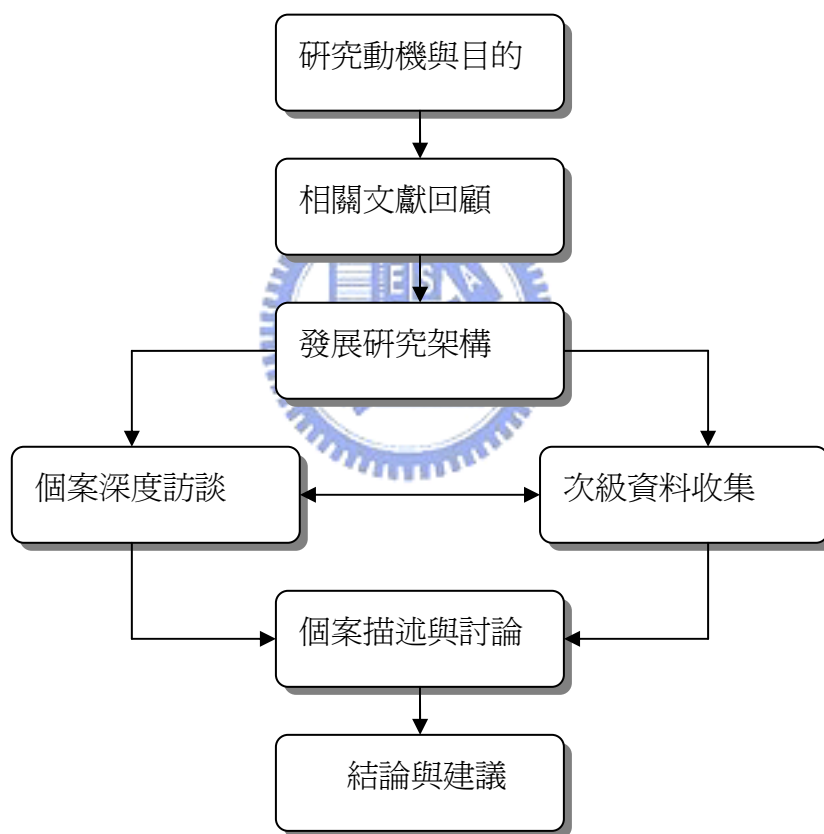 研究動機與目的
相關文獻回顧
ESA
發展研究架構
個案深度訪談
次級資料收集
個案描述與討論
結論與建議